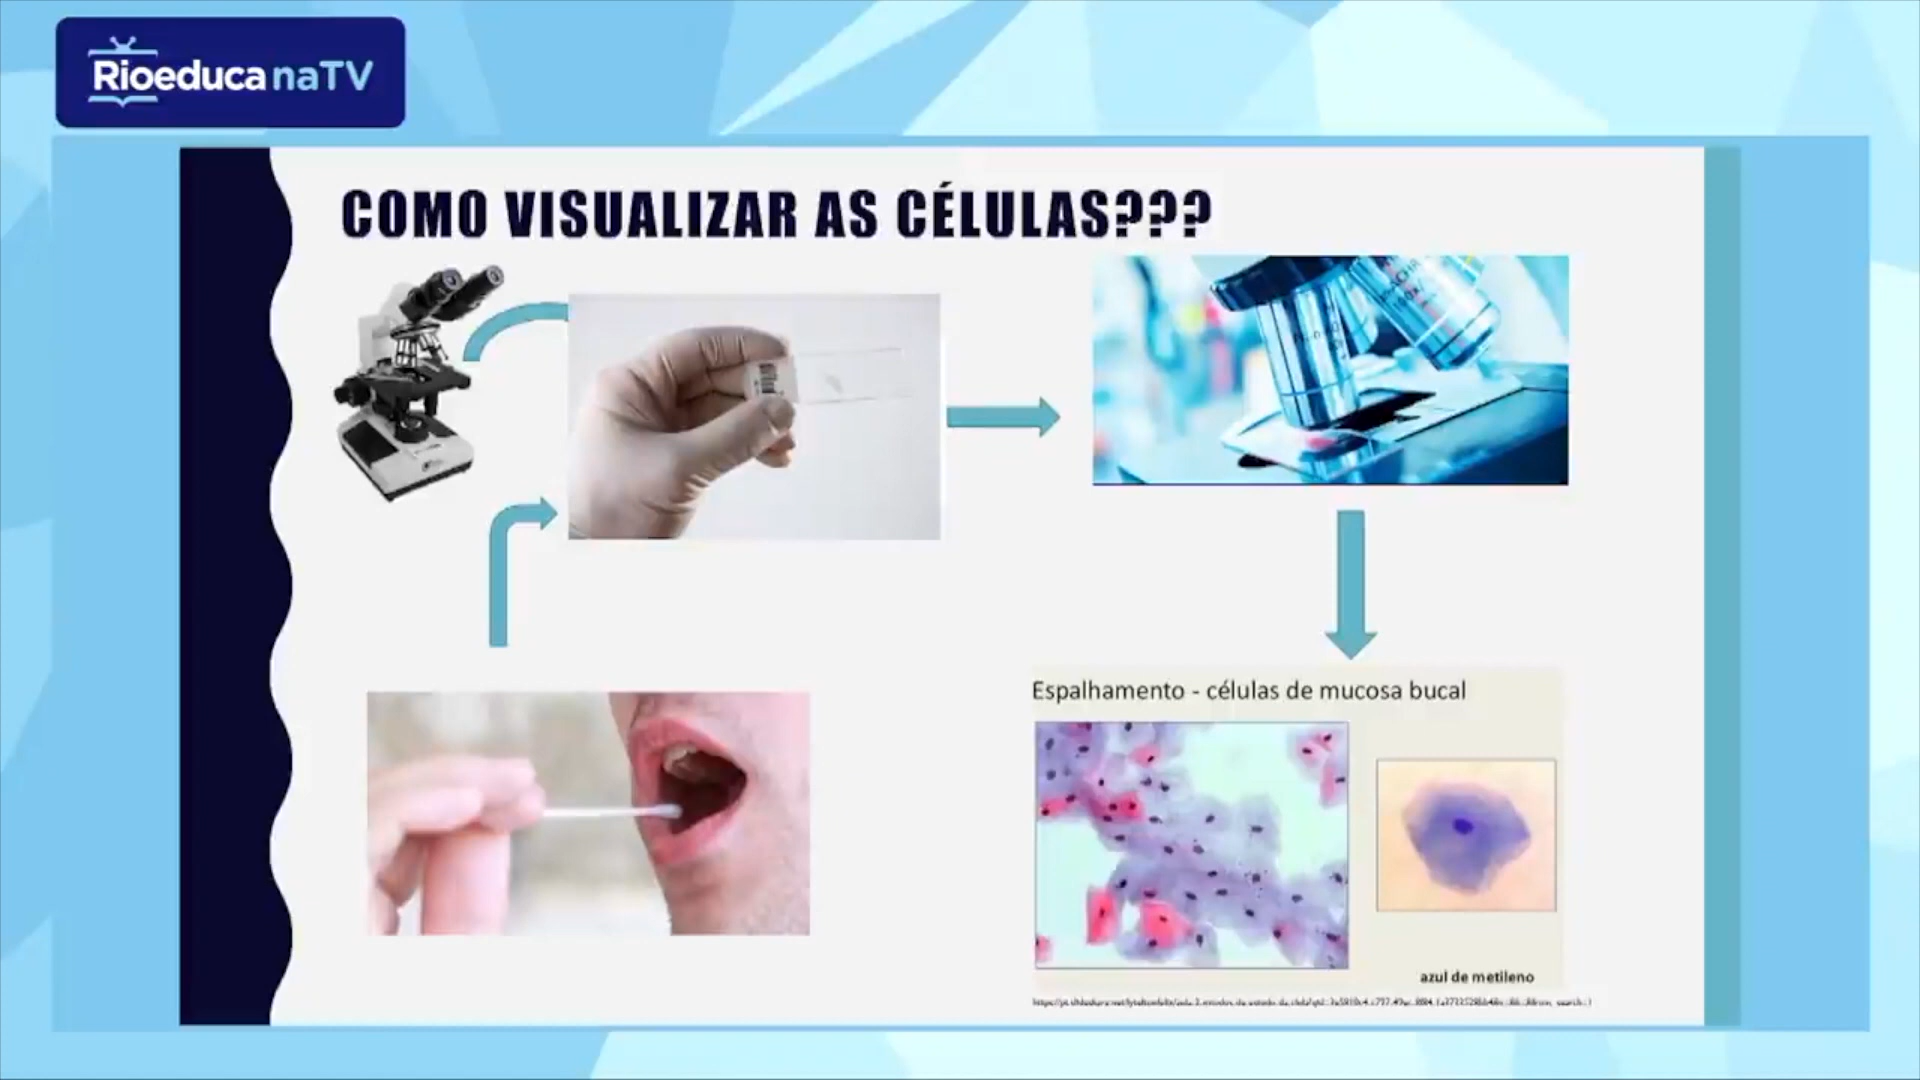 Rioeduca naTV
COMO VISUALIZAR AS CÉLULAS???
Espalhamento - células de mucosa bucal
azul de metileno